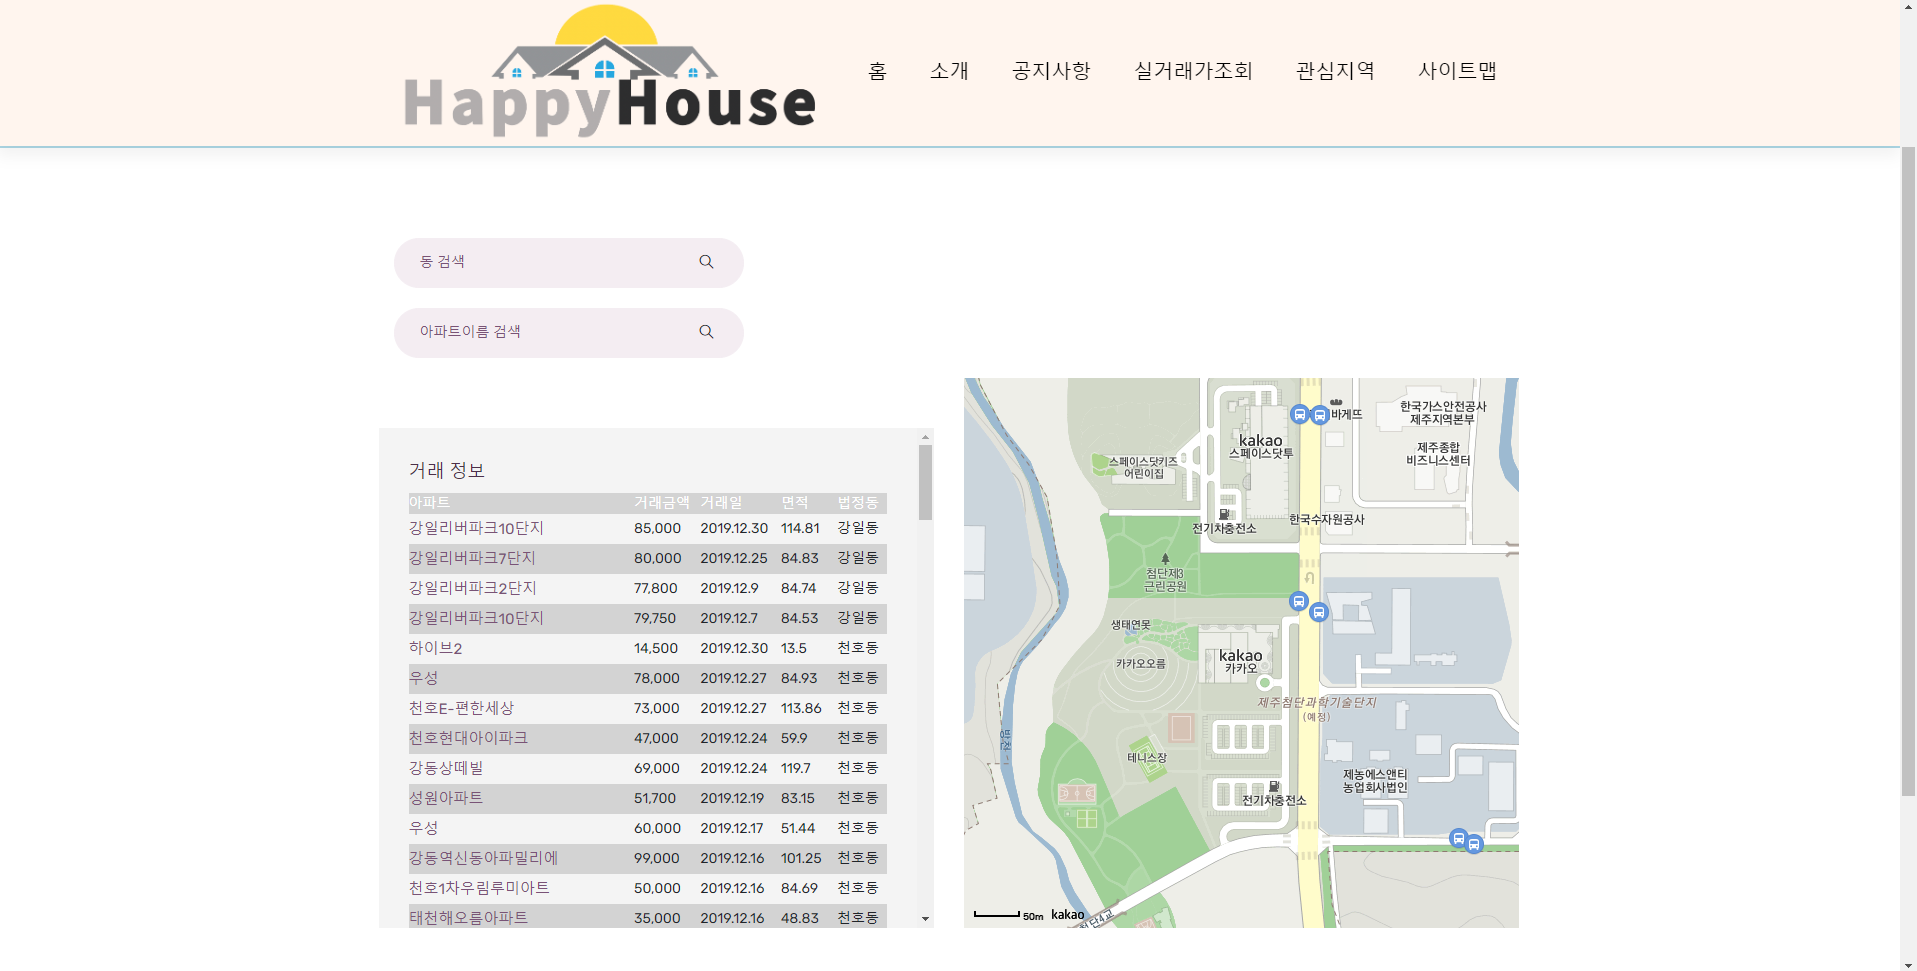 HappyHouse
홈 소개 공지사항 실거래가조회 관심지역 사이트맵
동 검색
아파트이름 검색
거래 정보
아파트 거래금액 거래일 면적 법정동
강일리버파크10단지 85,000 2019.12.30 114.81 강일동
강일리버파크7단지 80,000 2019.12.25 84.83 강일동
강일리버파크2단지 77,800 2019.12.9 84.74 강일동
강일리버파크10단지 79,750 2019.12.7 84.53 강일동
하이브2 14,500 2019.12.30 13.5 천호동
우성 78,000 2019.12.27 84.93 천호동
천호E-편한세상 73,000 2019.12.27 113.86 천호동
천호현대아이파크 47,000 2019.12.24 59.9 천호동
강동상떼빌 69,000 2019.12.24 119.7 천호동
성원아파트 51,700 2019.12.19 83.15 천호동
우성 60,000 2019.12.17 51.44 천호동
강동역신동아파밀리에 99,000 2019.12.16 101.25 천호동
천호1차우림루미아트 50,000 2019.12.16 84.69 천호동
태천해오름아파트 35,000 2019.12.16 48.83 천호동
바게뜨
한국가스안전공사
제주지역본부
kakao
스페이스닷투
제주종합
비즈니스센터
스페이스닷키즈
어린이집
한국수자원공사
전기차충전소
첨단제3
근린공원
생태연못
kakao
카카오
카카오오름
제주첨단과학기술단지
(예정)
테니스장
제농에스앤티
농업회사법인
전기차충전소
50m kakao
첨단4교